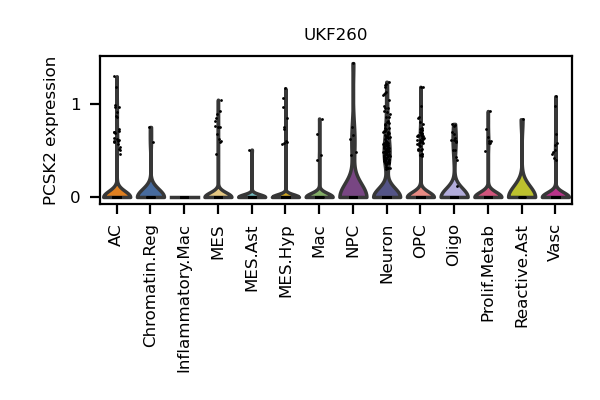 UKF260
PCSK2 expression
1
0
AC
Chromatin.Reg
Inflammatory.Mac
MES
MES.Ast
MES.Hyp
Mac
NPC
Neuron
OPC
Oligo
Prolif.Metab
Reactive.Ast
Vasc